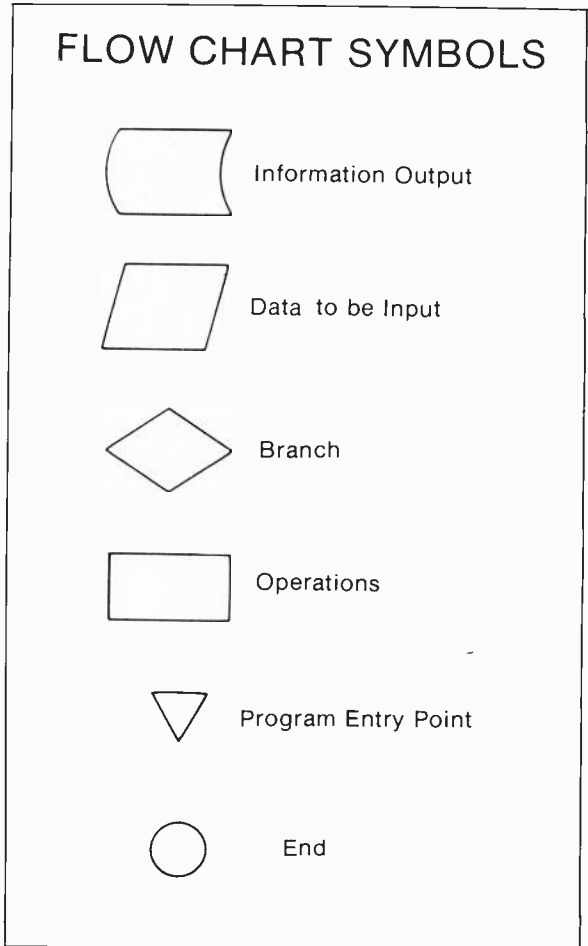 FLOW CHART SYMBOLS
Information Output
Data to be Input
Branch
Operations
Program Entry Point
End